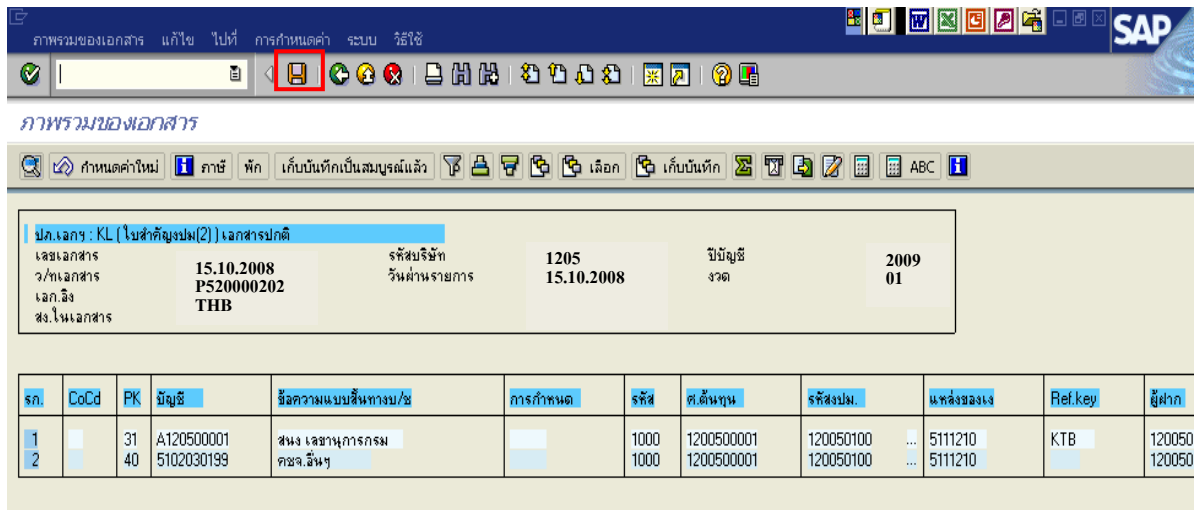 ภาพรวมของเอกสาร แก้ไข ไปที่ การกำหนดค่า ระบบ วิธีใช้
SAP
ภาพรวมของเอกสาร
กำหนดค่าใหม่ ภาษี พัก เก็บบันทึกเป็นสมบูรณ์แล้ว เลือก เก็บบันทึก ABC
ปภ.เอกฯ : KL ( ใบสำคัญงปม(2) ) เอกสารปกติ
เลขเอกสาร รหัสบริษัท 1205 ปีบัญชี 2009
ว/ทเอกสาร 15.10.2008 วันผ่านรายการ 15.10.2008 งวด 01
เอก.อิง P520000202
สง.ในเอกสาร THB
รก. CoCd PK บัญชี ข้อความแบบสั้นทางบ/ช การกำหนด รหัส ศ.ต้นทุน รหัสงปม. แหล่งของเง Ref.key ผู้ฝาก
1 31 A120500001 สนง เลขานุการกรม 1000 1200500001 120050100 ... 5111210 KTB 120050
2 40 5102030199 คชจ.อื่นๆ 1000 1200500001 120050100 ... 5111210 120050